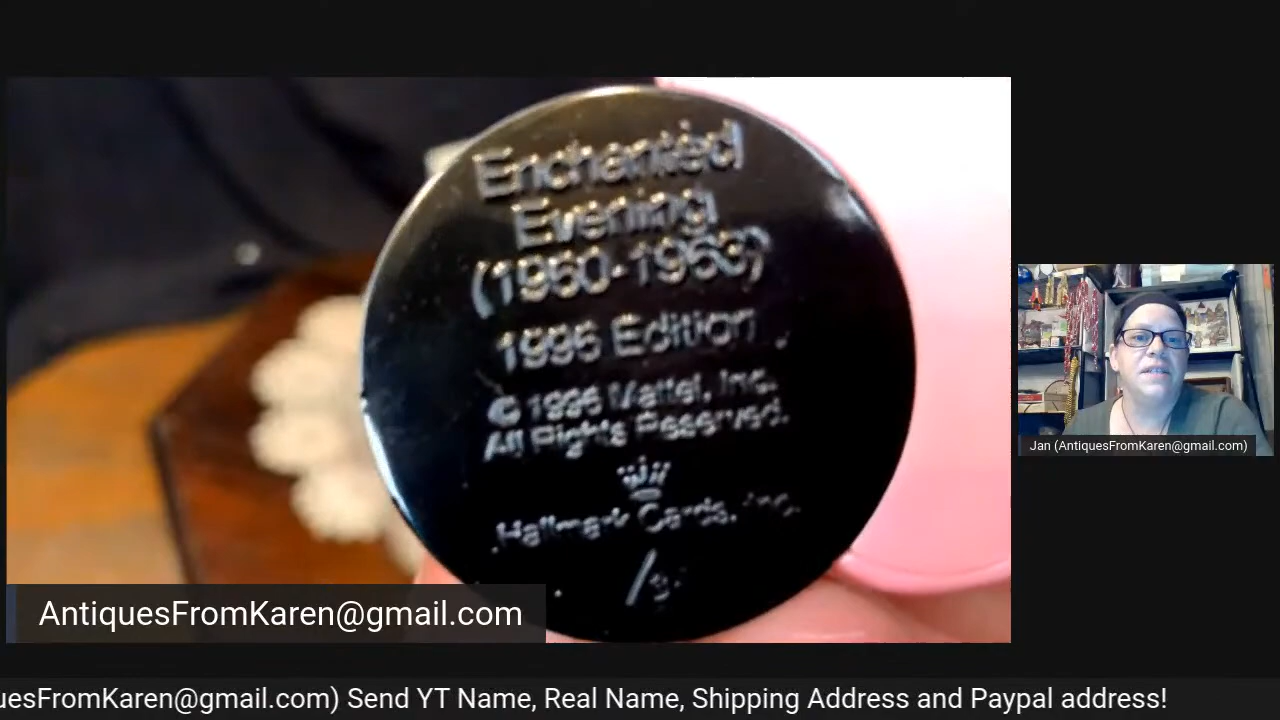 Enchanted
Evening
(1960-1963)
1996 Edition
© 1996 Mattel, Inc.
All Rights Reserved.
Hallmark Cards, Inc.
AntiquesFromKaren@gmail.com
Jan (AntiquesFromKaren@gmail.com)
uesFromKaren@gmail.com) Send YT Name, Real Name, Shipping Address and Paypal address!